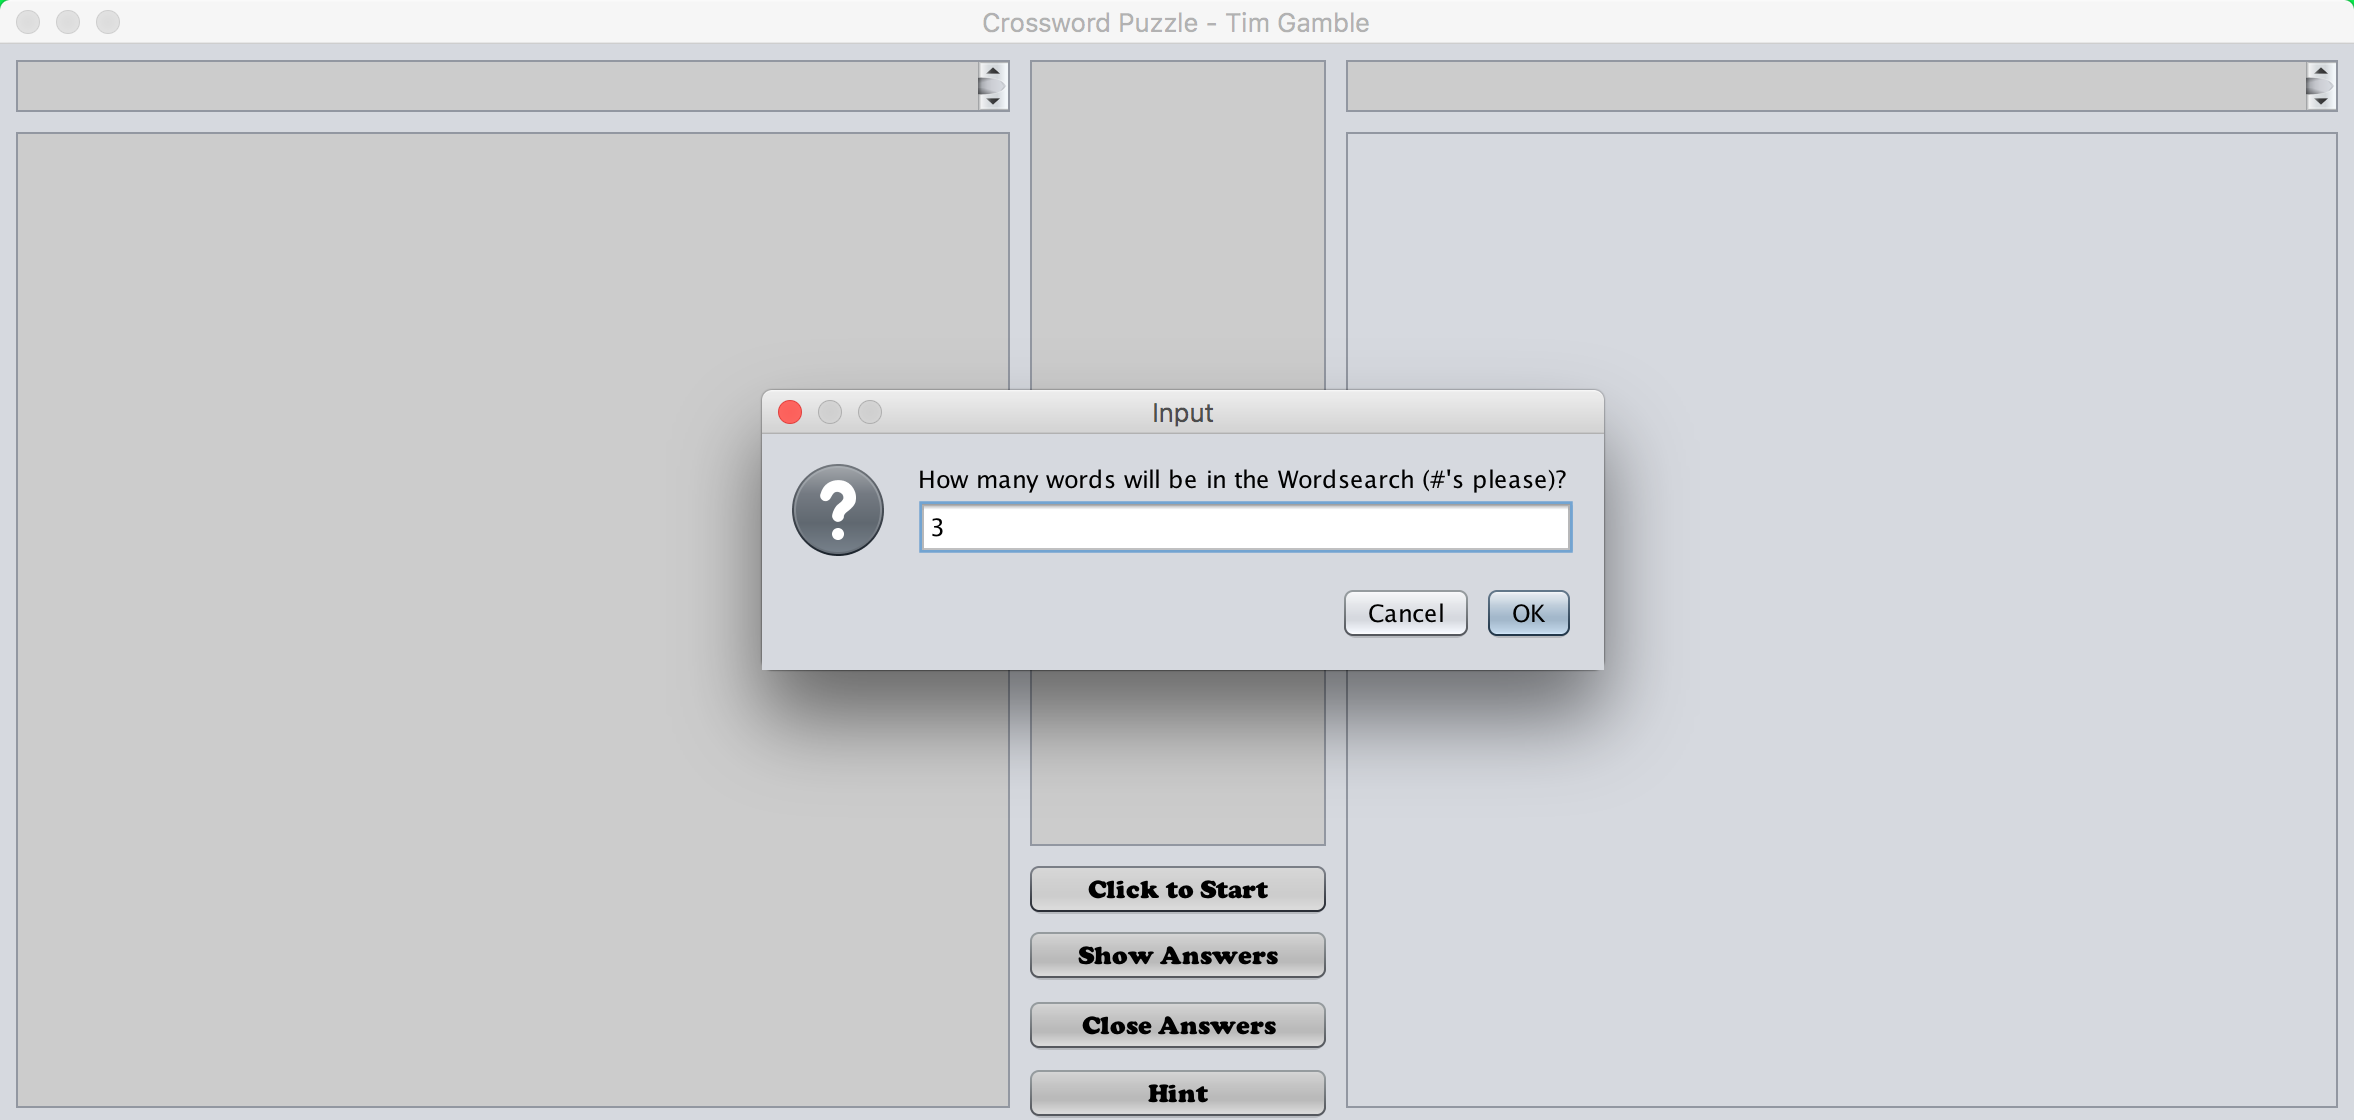 Crossword Puzzle - Tim Gamble
Input
How many words will be in the Wordsearch (#'s please)?
3
Cancel
OK
Click to Start
Show Answers
Close Answers
Hint